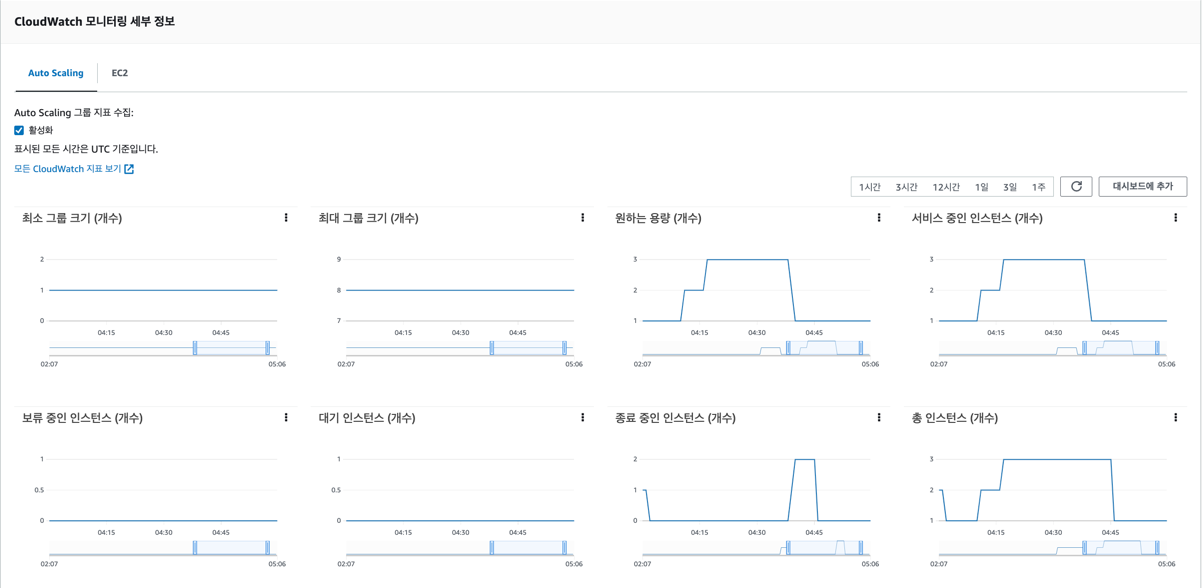 CloudWatch 모니터링 세부 정보
Auto Scaling EC2
Auto Scaling 그룹 지표 수집:
활성화
표시된 모든 시간은 UTC 기준입니다.
모든 CloudWatch 지표 보기
1시간 3시간 12시간 1일 3일 1주 대시보드에 추가
최소 그룹 크기 (개수)
2
1
0
04:15 04:30 04:45
02:07 05:06
최대 그룹 크기 (개수)
9
8
7
04:15 04:30 04:45
02:07 05:06
원하는 용량 (개수)
3
2
1
04:15 04:30 04:45
02:07 05:06
서비스 중인 인스턴스 (개수)
3
2
1
04:15 04:30 04:45
02:07 05:06
보류 중인 인스턴스 (개수)
1
0.5
0
04:15 04:30 04:45
02:07 05:06
대기 인스턴스 (개수)
1
0.5
0
04:15 04:30 04:45
02:07 05:06
종료 중인 인스턴스 (개수)
2
1
0
04:15 04:30 04:45
02:07 05:06
총 인스턴스 (개수)
3
2
1
04:15 04:30 04:45
02:07 05:06